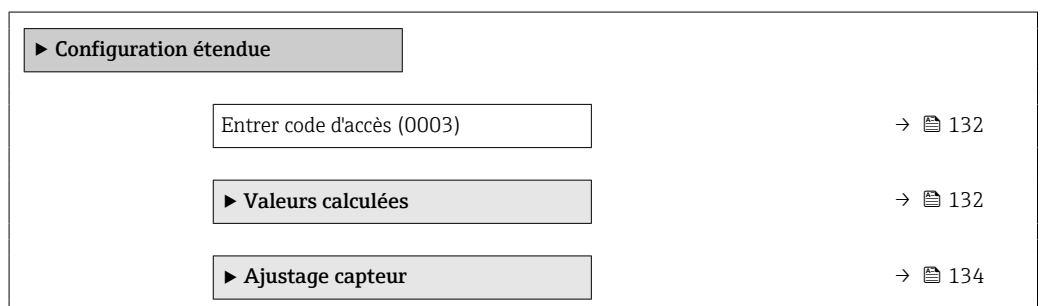 ▶ Configuration étendue
Entrer code d'accès (0003) → 132
▶ Valeurs calculées → 132
▶ Ajustage capteur → 134